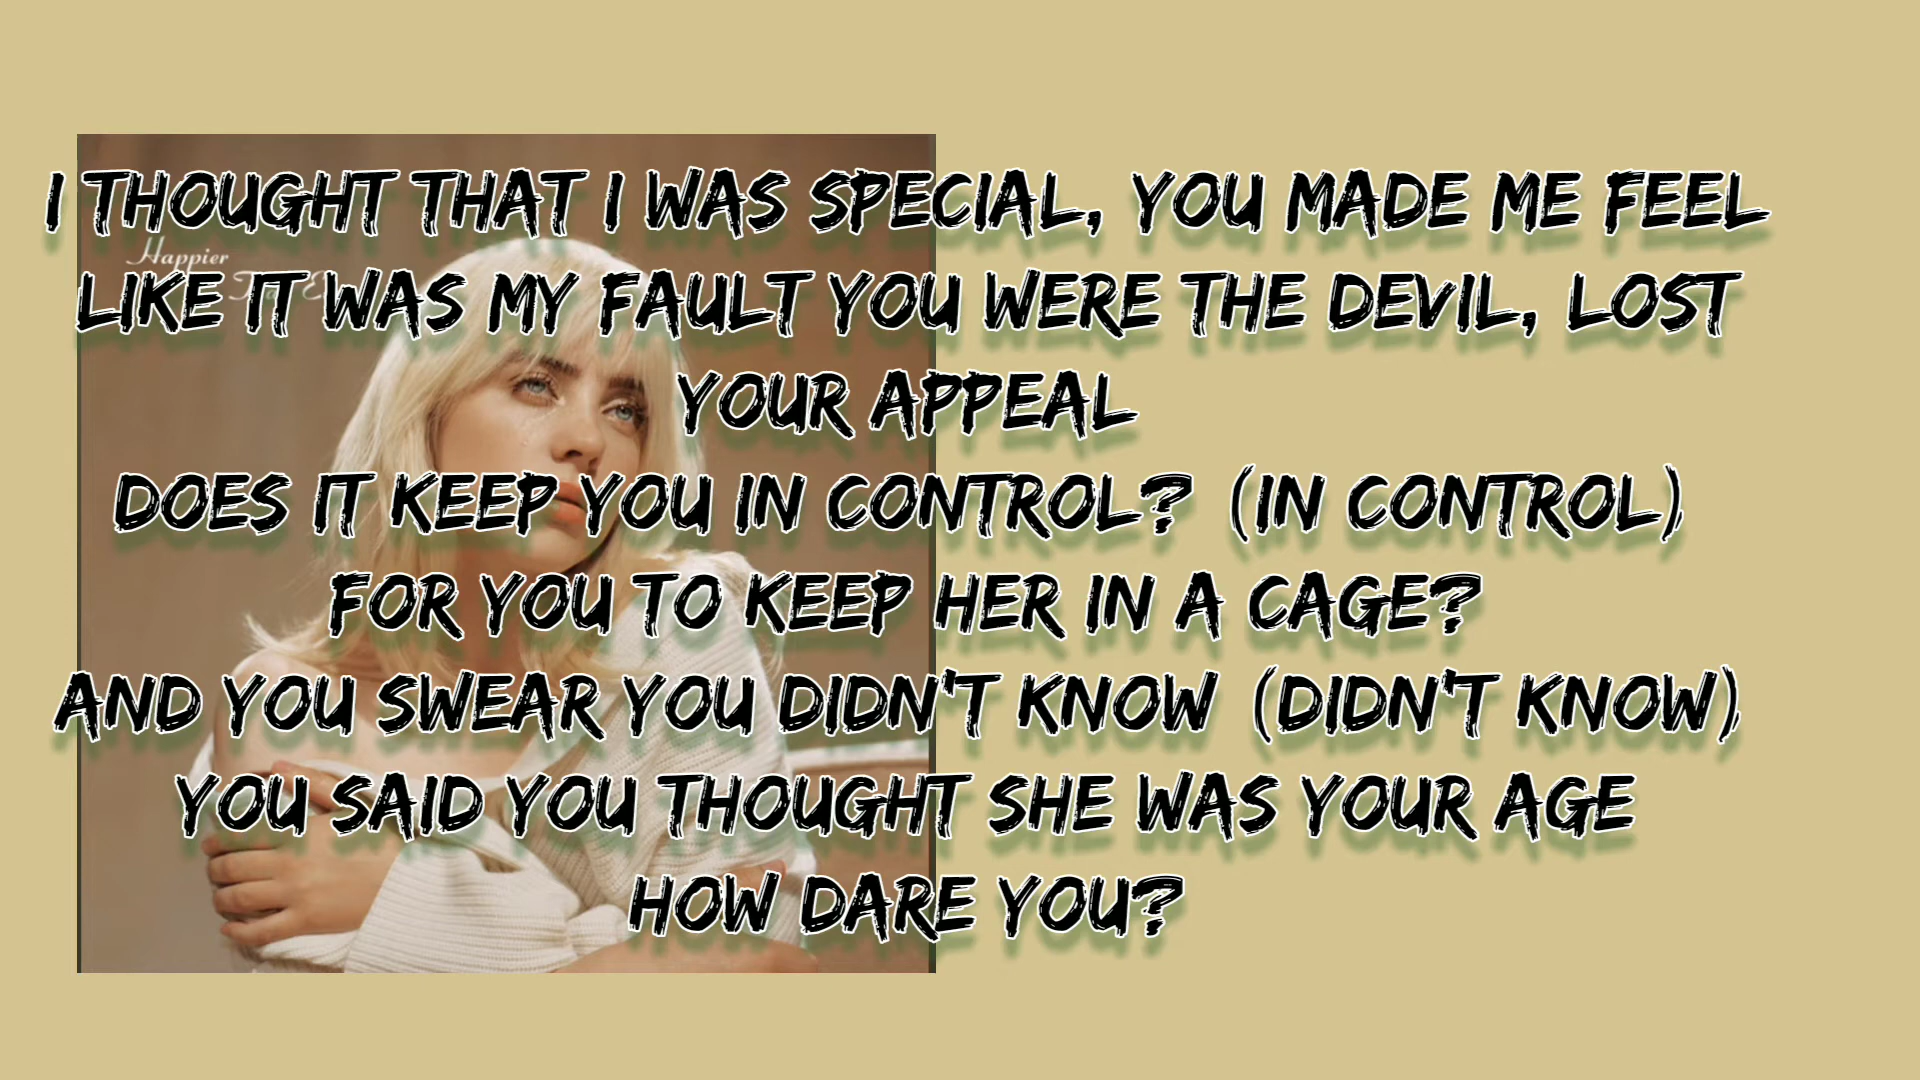 I THOUGHT THAT I WAS SPECIAL, YOU MADE ME FEEL
Happier
LIKE IT WAS MY FAULT YOU WERE THE DEVIL, LOST
YOUR APPEAL
DOES IT KEEP YOU IN CONTROL? (IN CONTROL)
FOR YOU TO KEEP HER IN A CAGE?
AND YOU SWEAR YOU DIDN'T KNOW (DIDN'T KNOW)
YOU SAID YOU THOUGHT SHE WAS YOUR AGE
HOW DARE YOU?